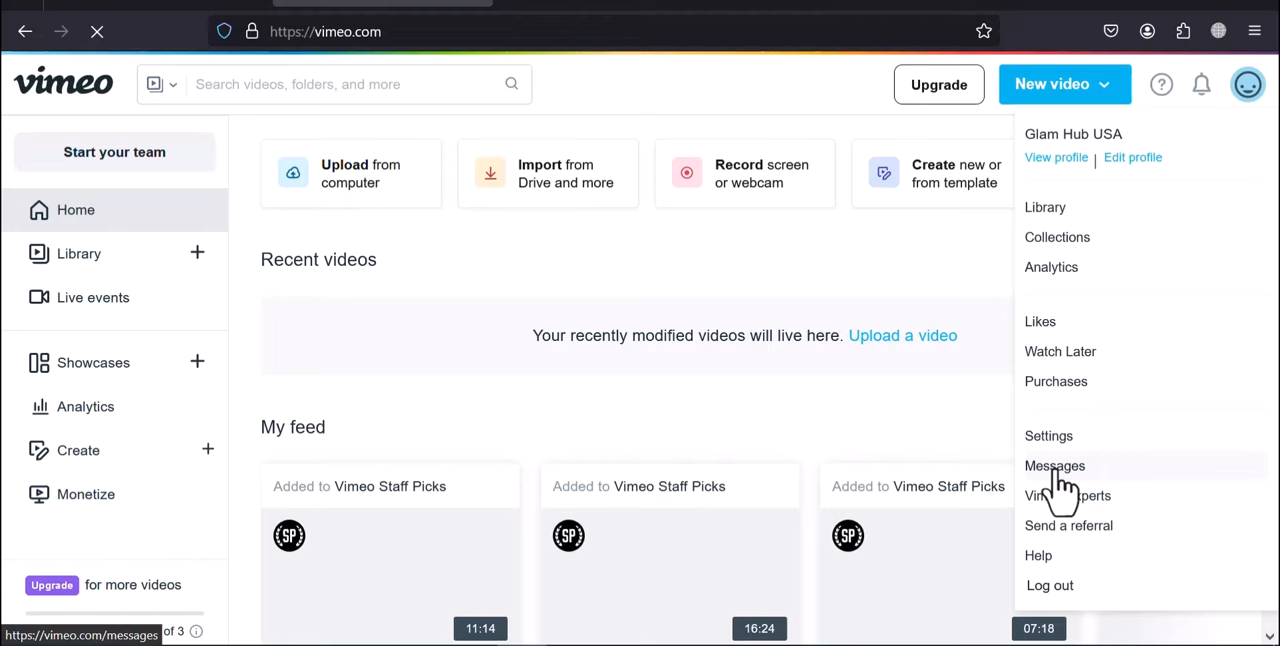 https://vimeo.com
vimeo
Search videos, folders, and more
Upgrade
New video
Start your team
Home
Library
Live events
Showcases
Analytics
Create
Monetize
Upgrade for more videos
of 3
https://vimeo.com/messages
Upload from
computer
Import from
Drive and more
Record screen
or webcam
Create new or
from template
Recent videos
Your recently modified videos will live here. Upload a video
My feed
Added to Vimeo Staff Picks
SP
11:14
Added to Vimeo Staff Picks
SP
16:24
Added to Vimeo Staff Picks
SP
07:18
Glam Hub USA
View profile | Edit profile
Library
Collections
Analytics
Likes
Watch Later
Purchases
Settings
Messages
Send a referral
Help
Log out